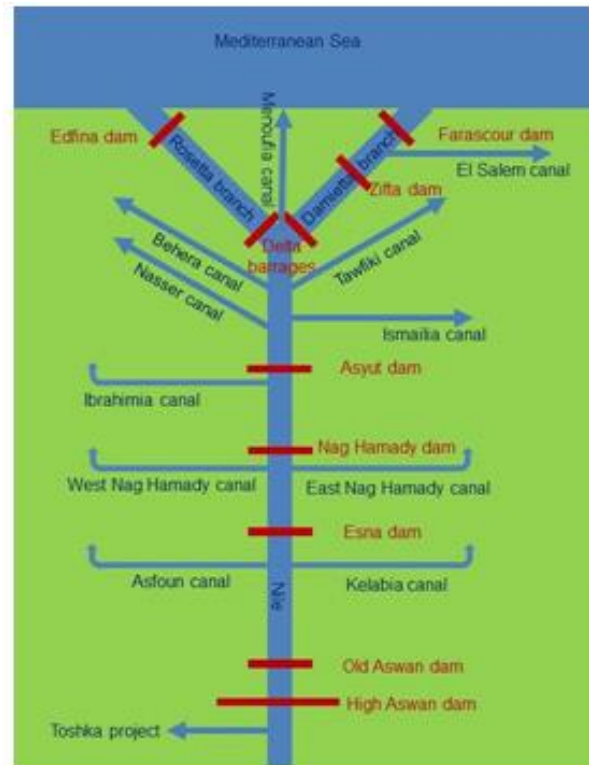 Mediterranean Sea
Edfina dam
Rosetta branch
Menoufia canal
Damietta branch
Farascour dam
El Salem canal
Zifta dam
Delta
barrages
Behera canal
Nasser canal
Tawfiki canal
Ismailia canal
Asyut dam
Ibrahimia canal
Nag Hamady dam
West Nag Hamady canal
East Nag Hamady canal
Esna dam
Asfoun canal
Kelabia canal
Nile
Old Aswan dam
High Aswan dam
Toshka project